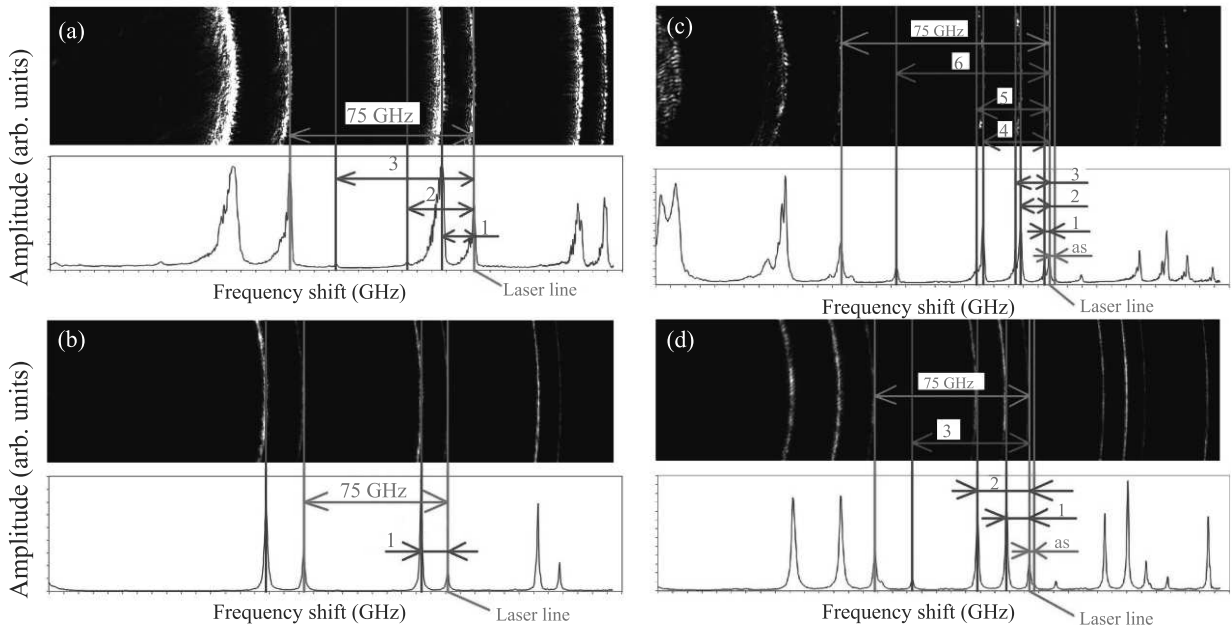 (a)
75 GHz
3
2
1
Amplitude (arb. units)
Frequency shift (GHz)
Laser line
(c)
75 GHz
6
5
4
3
2
1
as
Frequency shift (GHz)
Laser line
(b)
75 GHz
1
Amplitude (arb. units)
Frequency shift (GHz)
Laser line
(d)
75 GHz
3
2
1
as
Frequency shift (GHz)
Laser line